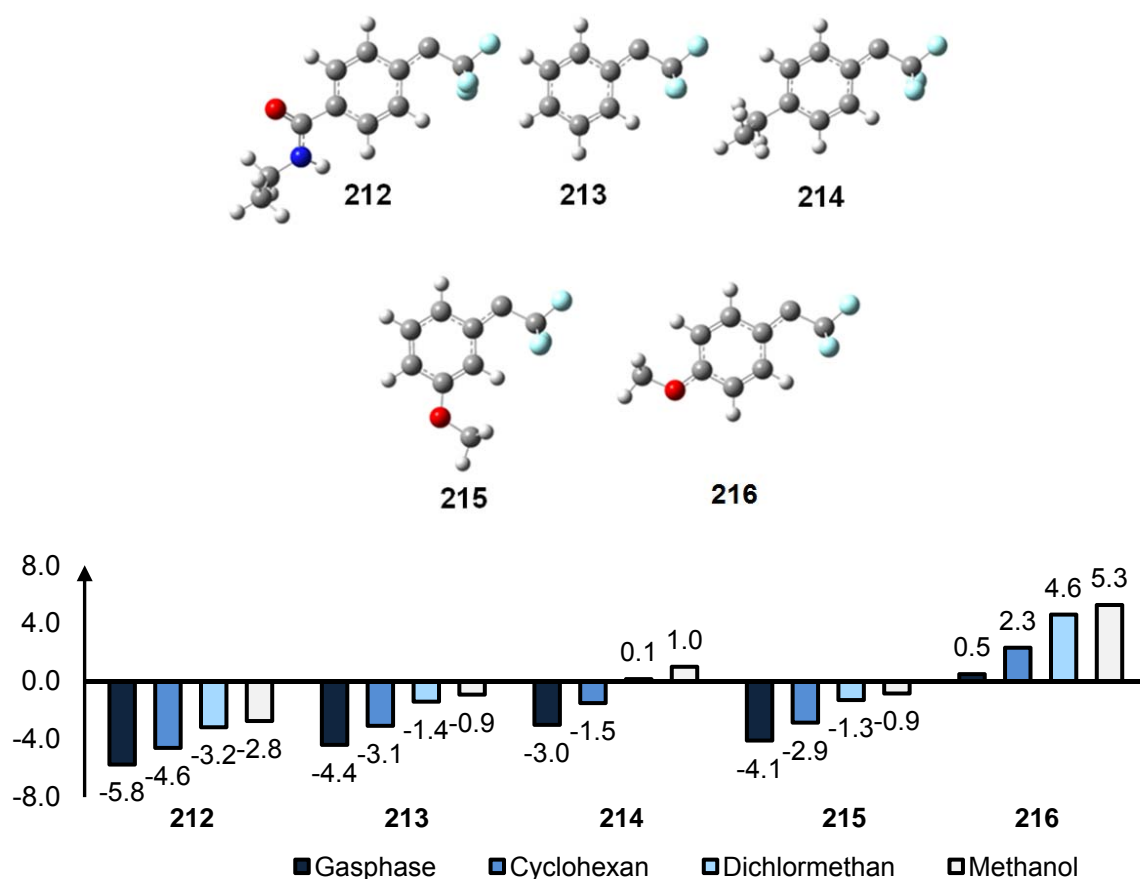 212 213 214
215 216
8.0
4.0
0.0
-4.0
-8.0
-5.8 -4.6 -3.2 -2.8
-4.4 -3.1 -1.4 -0.9
-3.0 -1.5 0.1 1.0
-4.1 -2.9 -1.3 -0.9
0.5 2.3 4.6 5.3
212 213 214 215 216
Gasphase Cyclohexan Dichlormethan Methanol